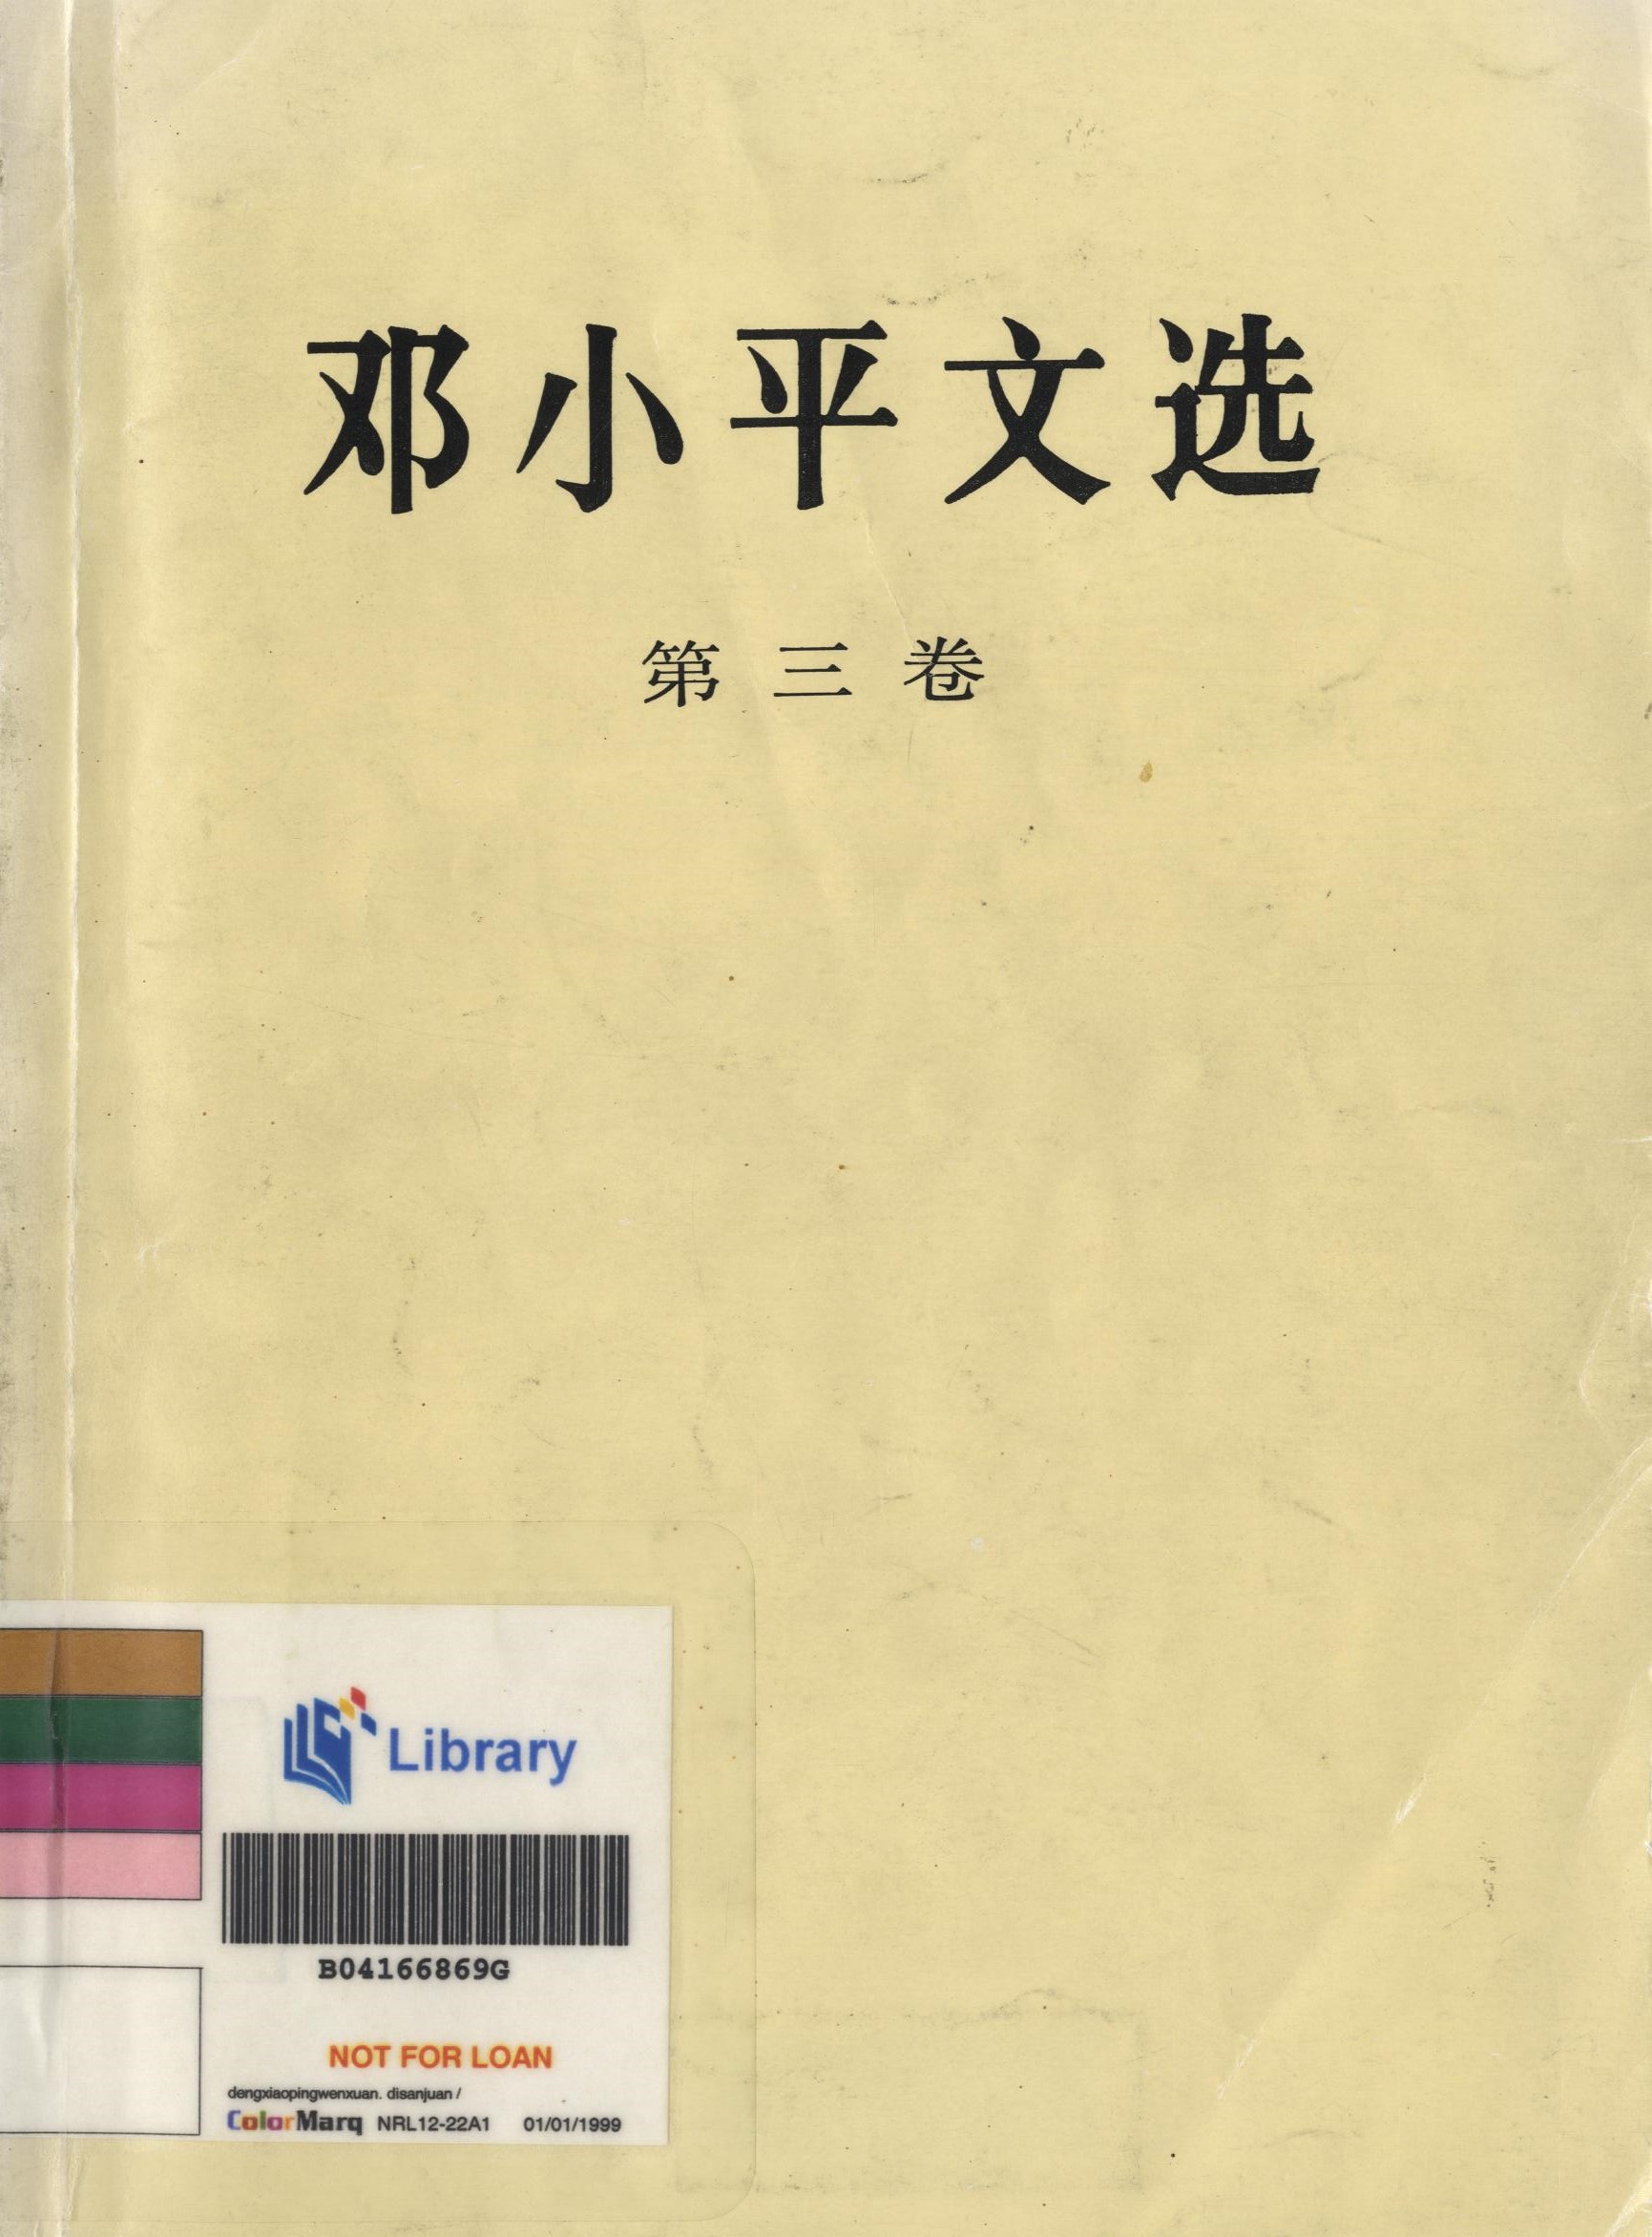 邓小平文选
第三卷
Library
B04166869G
NOT FOR LOAN
dengxiaopingwenxuan. disanjuan /
ColorMarq NRL12-22A1 01/01/1999